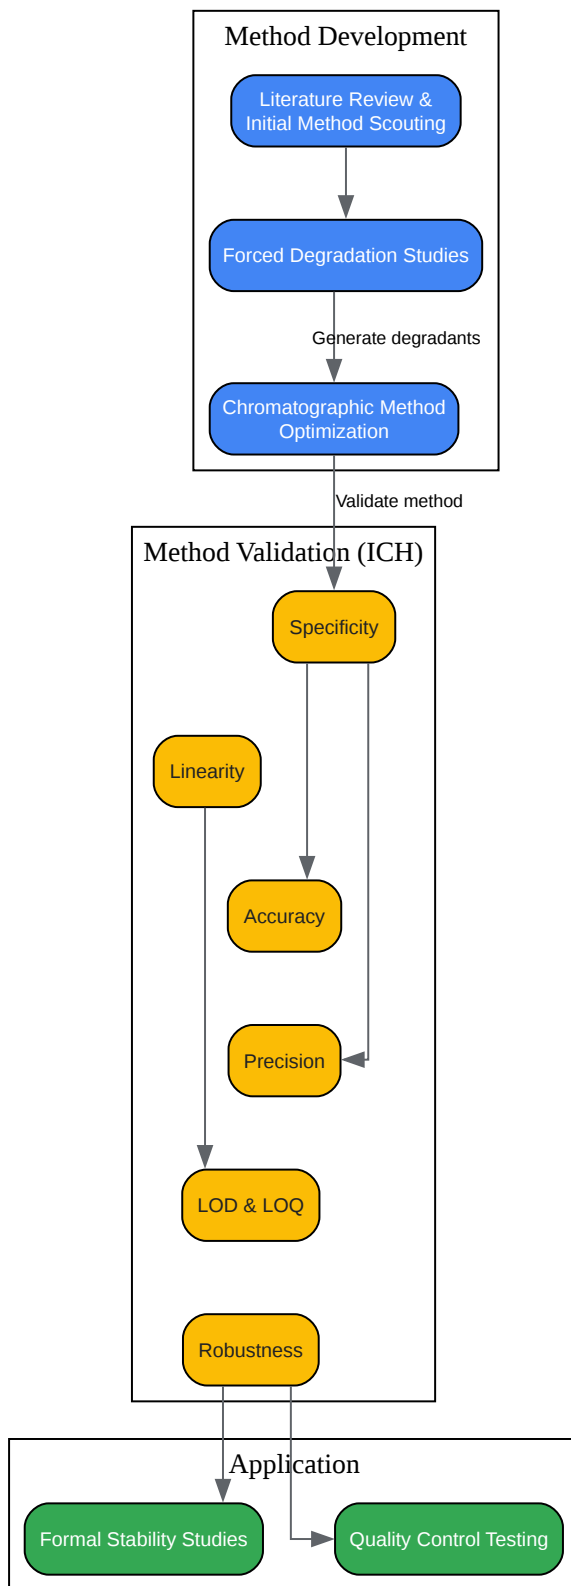 Method Development
Literature Review &
Initial Method Scouting
Forced Degradation Studies
Generate degradants
Chromatographic Method
Optimization
Validate method
Method Validation (ICH)
Specificity
Linearity
Accuracy
Precision
LOD & LOQ
Robustness
Application
Formal Stability Studies
Quality Control Testing